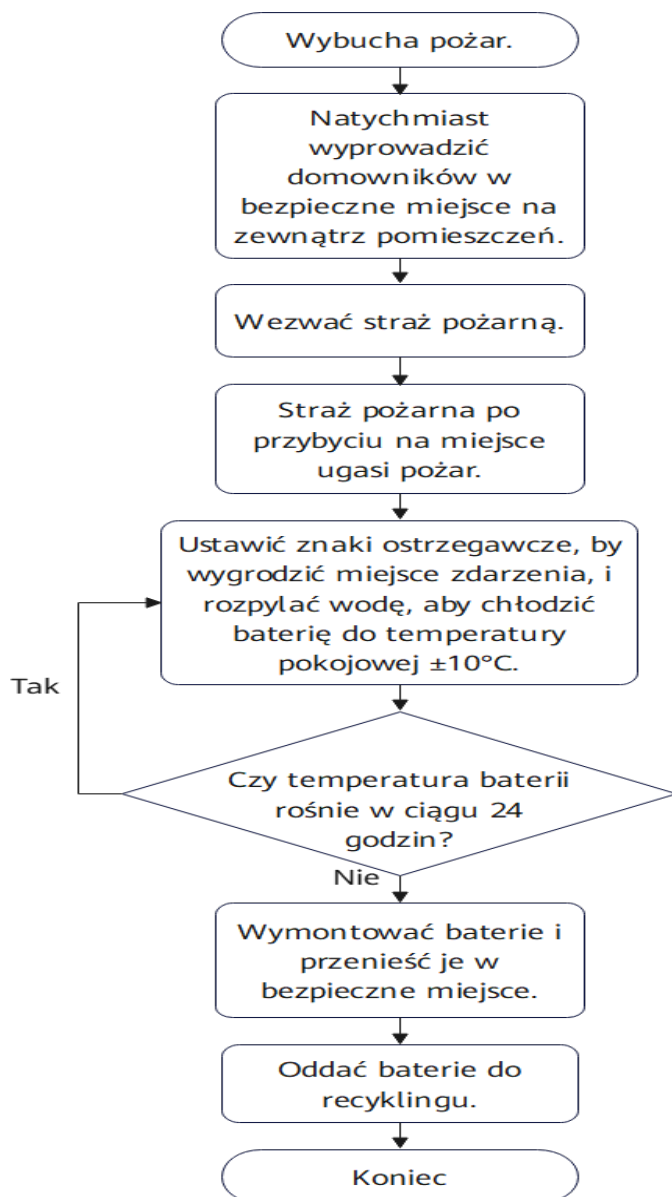 Wybucha pożar.
Natychmiast
wyprowadzić
domowników w
bezpieczne miejsce na
zewnątrz pomieszczeń.
Wezwać straż pożarną.
Straż pożarna po
przybyciu na miejsce
ugasi pożar.
Ustawić znaki ostrzegawcze, by
wygrodzić miejsce zdarzenia, i
rozpylać wodę, aby chłodzić
baterię do temperatury
pokojowej ±10°C.
Tak
Czy temperatura baterii
rośnie w ciągu 24
godzin?
Nie
Wymontować baterie i
przenieść je w
bezpieczne miejsce.
Oddać baterie do
recyklingu.
Koniec